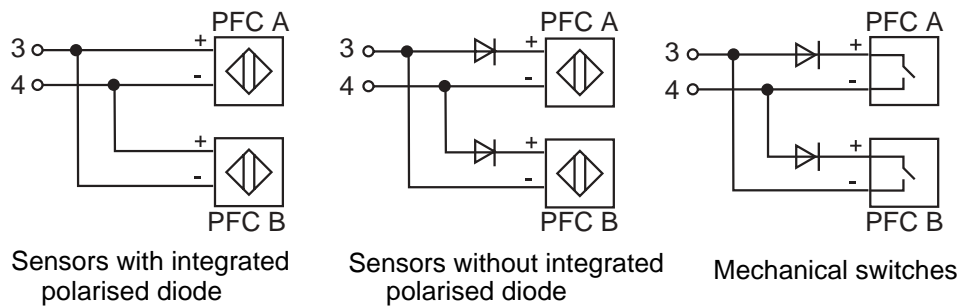 PFC A
3
+
4
-
+
-
PFC B
Sensors with integrated
polarised diode
PFC A
3
+
4
-
+
-
PFC B
Sensors without integrated
polarised diode
PFC A
3
+
4
-
+
-
PFC B
Mechanical switches